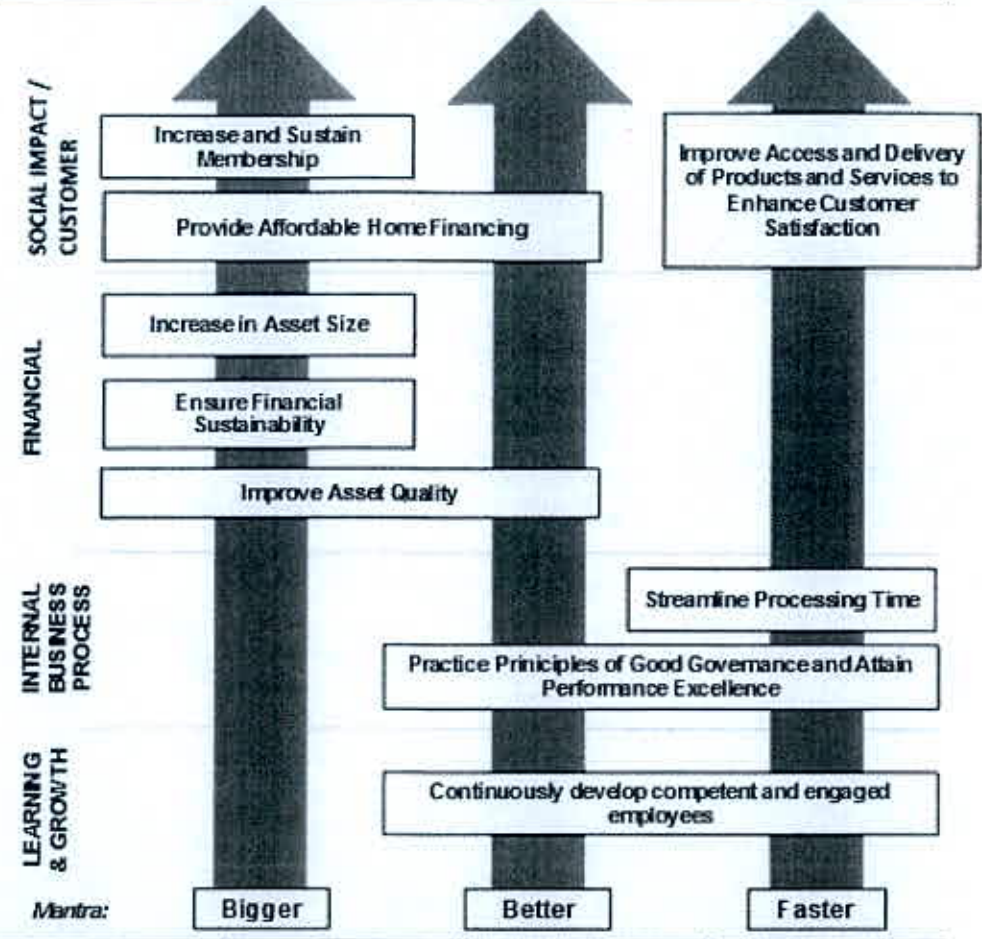 SOCIAL IMPACT /
CUSTOMER
Increase and Sustain
Membership
Provide Affordable Home Financing
Improve Access and Delivery
of Products and Services to
Enhance Customer
Satisfaction
FINANCIAL
Increase in Asset Size
Ensure Financial
Sustainability
Improve Asset Quality
INTERNAL
BUSINESS
PROCESS
Streamline Processing Time
Practice Priniciples of Good Governance and Attain
Performance Excellence
LEARNING
& GROWTH
Continuously develop competent and engaged
employees
Mantra:
Bigger
Better
Faster